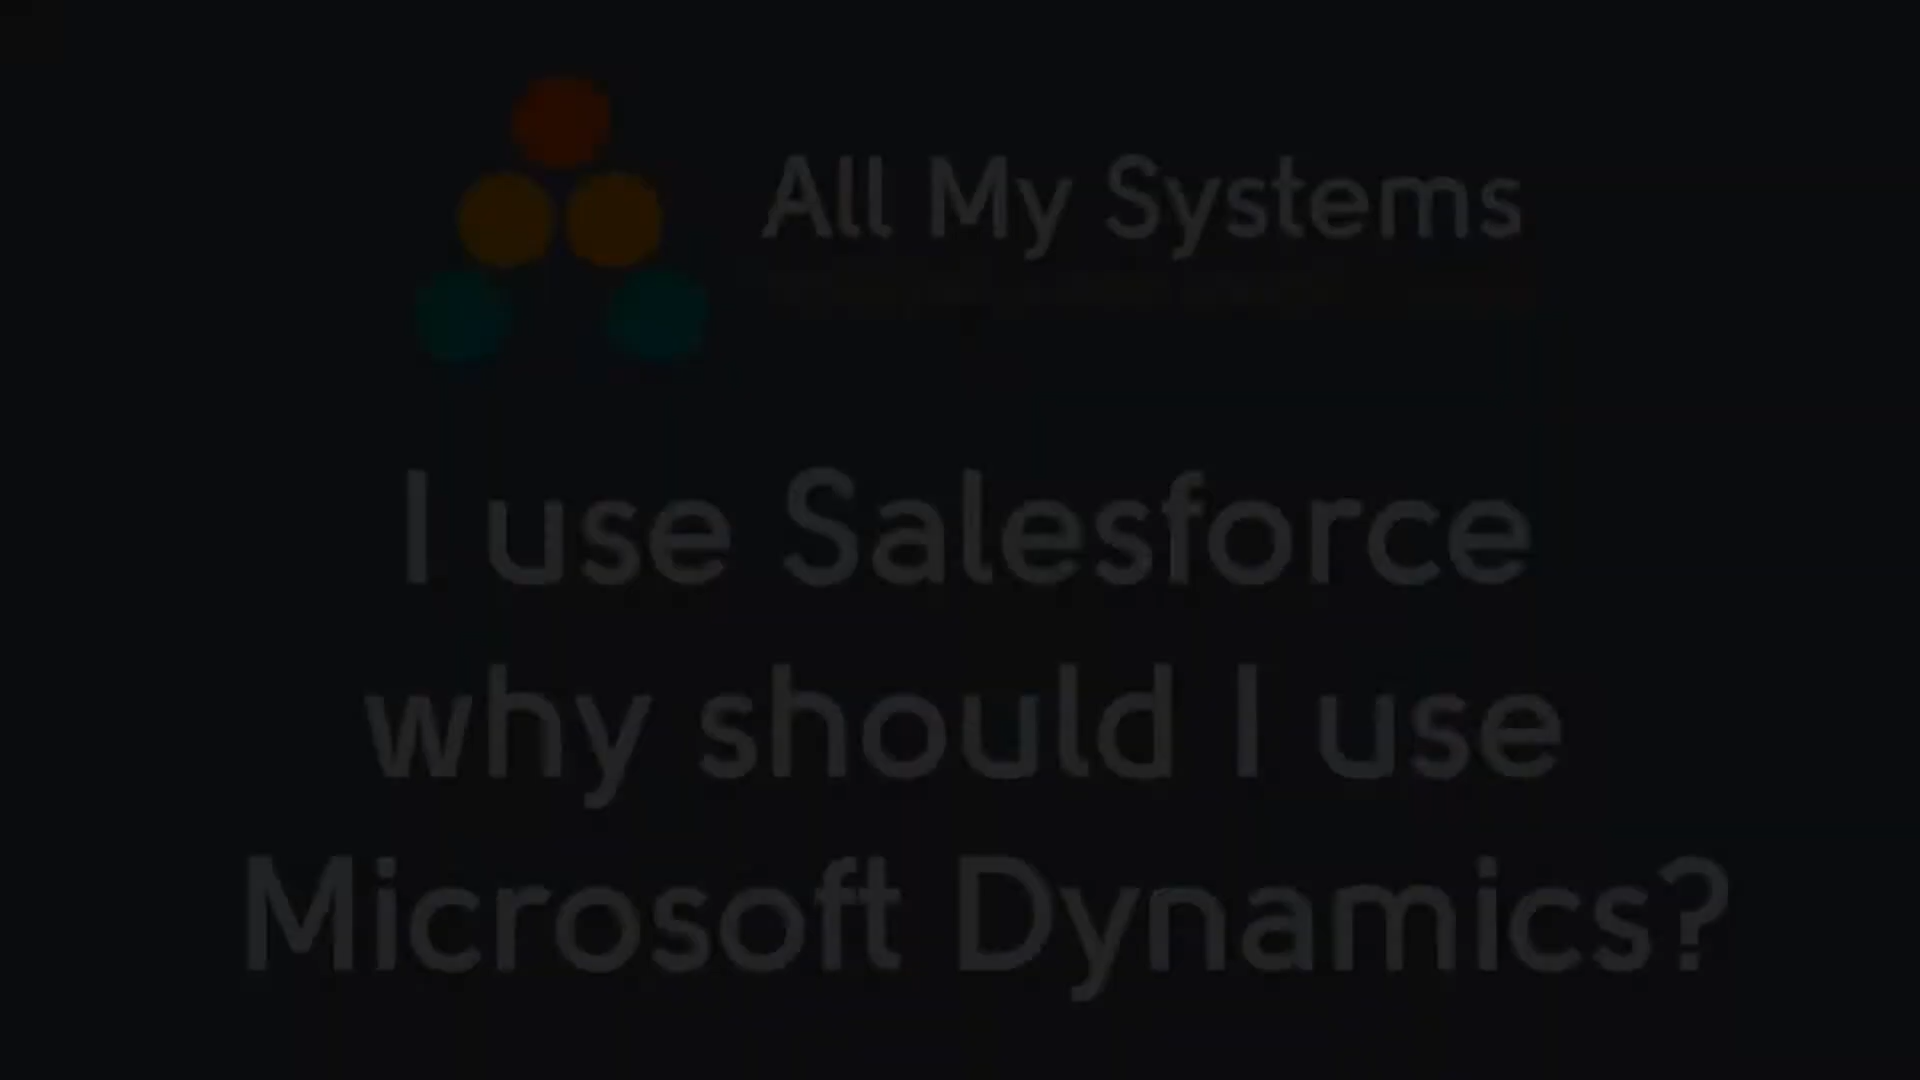 All My Systems
I use Salesforce
why should I use
Microsoft Dynamics?